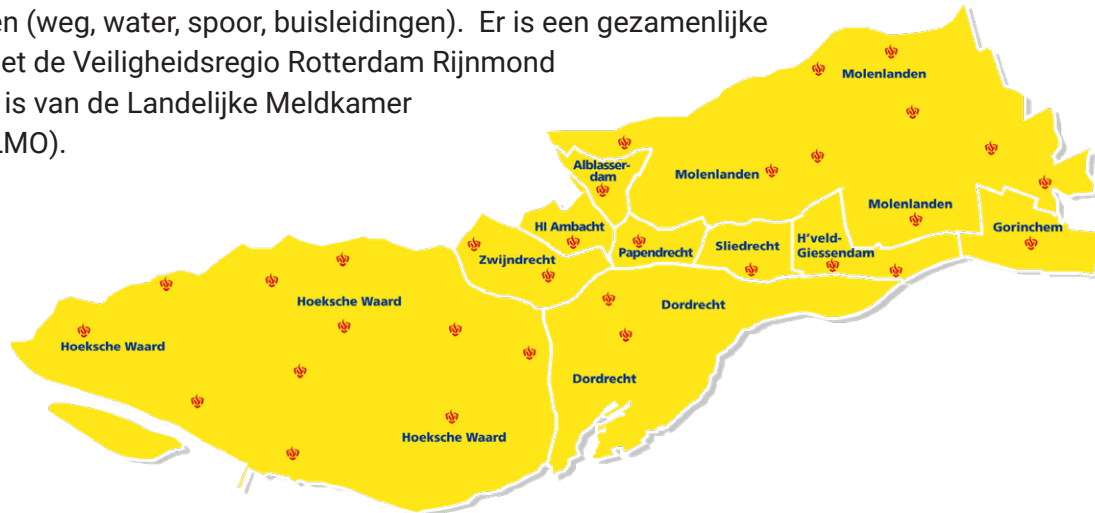 en (weg, water, spoor, buisleidingen). Er is een gezamenlijke
et de Veiligheidsregio Rotterdam Rijnmond
is van de Landelijke Meldkamer
LMO).
Molenlanden
Alblasser-
dam
Molenlanden
Molenlanden
HI Ambacht
Papendrecht
Sliedrecht
H'veld-
Giessendam
Gorinchem
Zwijndrecht
Hoeksche Waard
Dordrecht
Hoeksche Waard
Dordrecht
Hoeksche Waard